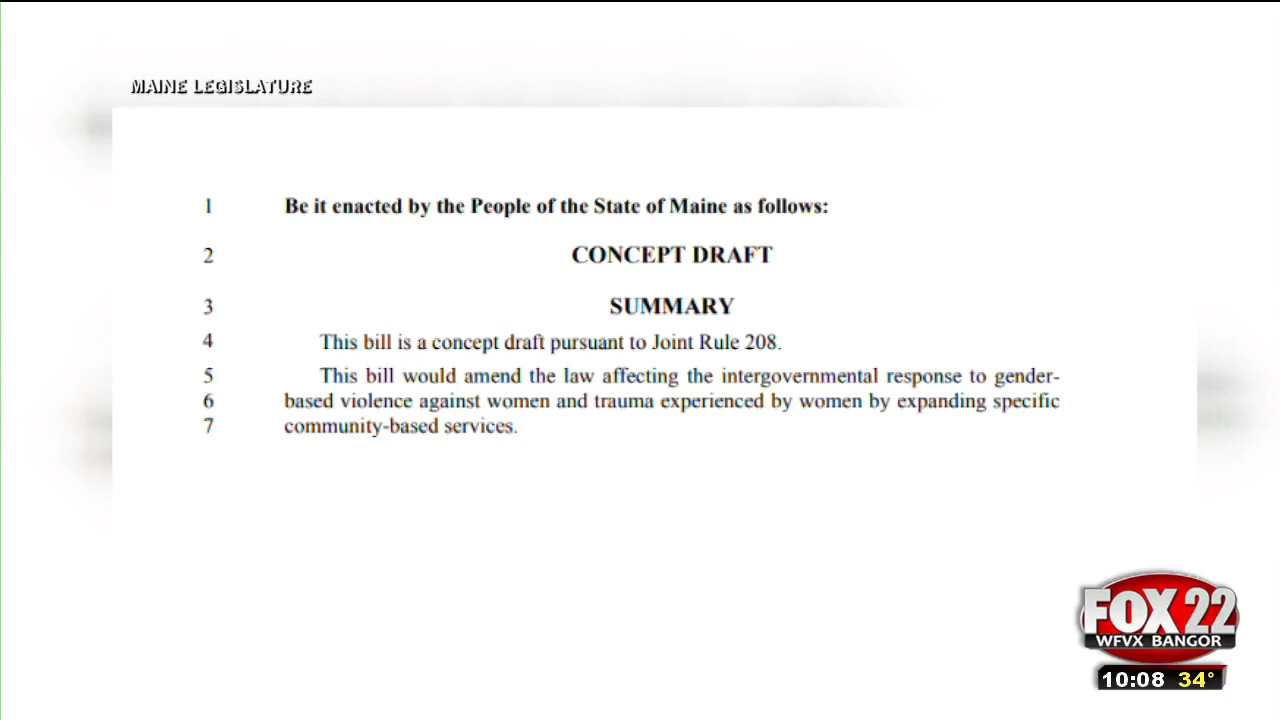 MAINE LEGISLATURE
1 Be it enacted by the People of the State of Maine as follows:
2 CONCEPT DRAFT
3 SUMMARY
4 This bill is a concept draft pursuant to Joint Rule 208.
5 This bill would amend the law affecting the intergovernmental response to gender-
6 based violence against women and trauma experienced by women by expanding specific
7 community-based services.
FOX 22
WFVX BANGOR
10:08 34°